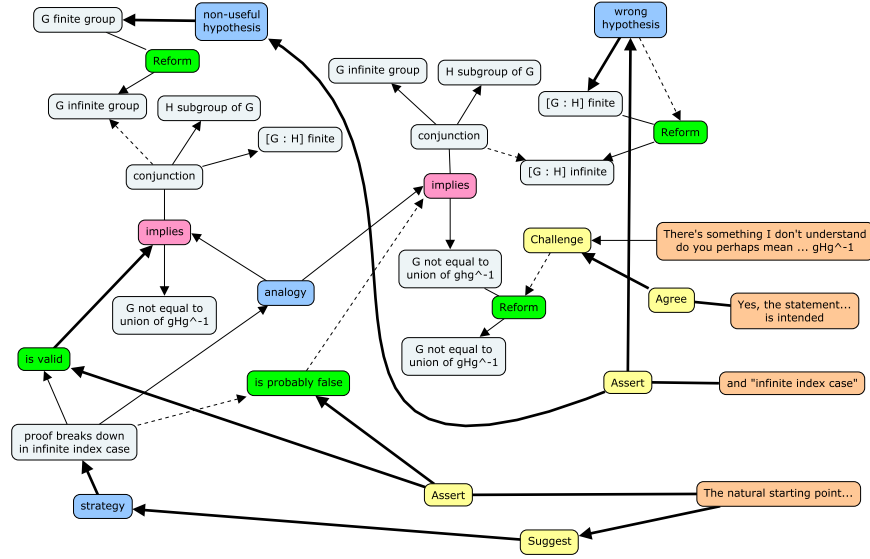 G finite group
non-useful
hypothesis
wrong
hypothesis
Reform
G infinite group
H subgroup of G
[G : H] finite
G infinite group
H subgroup of G
[G : H] finite
conjunction
Reform
conjunction
[G : H] infinite
implies
implies
Challenge
There's something I don't understand
do you perhaps mean ... gHg^-1
G not equal to
union of ghg^-1
analogy
G not equal to
union of gHg^-1
Reform
Agree
Yes, the statement...
is intended
G not equal to
union of gHg^-1
is valid
is probably false
Assert
and "infinite index case"
proof breaks down
in infinite index case
strategy
Assert
The natural starting point...
Suggest